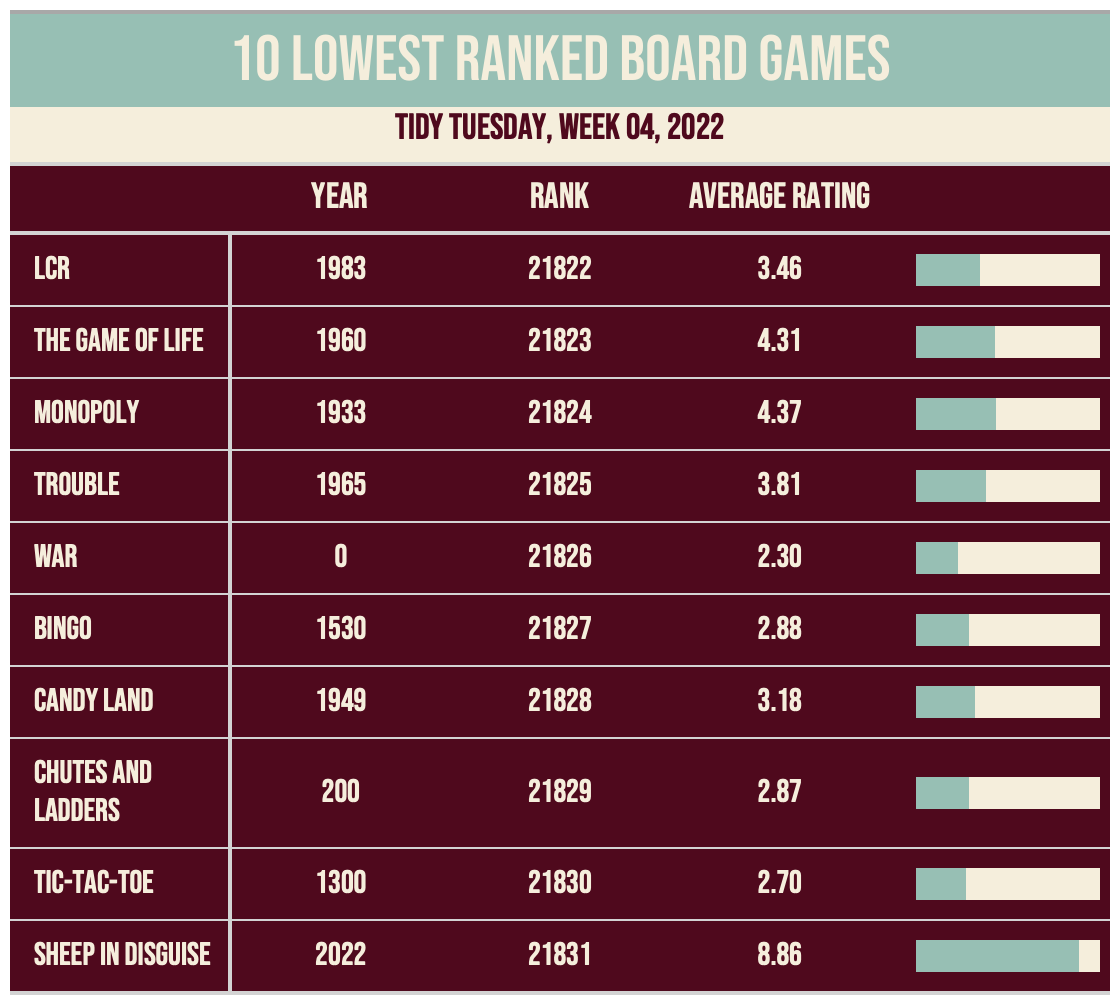 10 LOWEST RANKED BOARD GAMES
TIDY TUESDAY, WEEK 04, 2022
YEAR RANK AVERAGE RATING
LCR 1983 21822 3.46
THE GAME OF LIFE 1960 21823 4.31
MONOPOLY 1933 21824 4.37
TROUBLE 1965 21825 3.81
WAR 0 21826 2.30
BINGO 1530 21827 2.88
CANDY LAND 1949 21828 3.18
CHUTES AND
LADDERS 200 21829 2.87
TIC-TAC-TOE 1300 21830 2.70
SHEEP IN DISGUISE 2022 21831 8.86